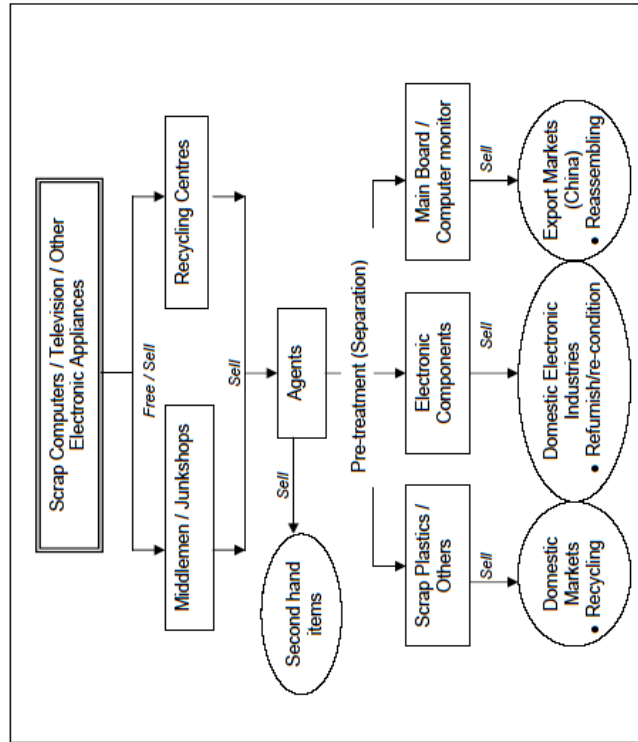 Scrap Computers / Television / Other
Electronic Appliances
Free / Sell
Middlemen / Junkshops
Recycling Centres
Sell
Agents
Sell
Second hand
items
Pre-treatment (Separation)
Scrap Plastics /
Others
Electronic
Components
Main Board /
Computer monitor
Sell
Sell
Sell
Domestic
Markets
• Recycling
Domestic Electronic
Industries
• Refurnish/re-condition
Export Markets
(China)
• Reassembling